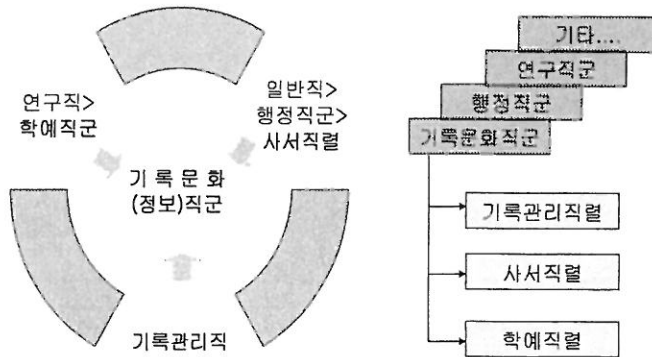 연구직>
학예직군
일반직>
행정직군>
사서직렬
기 록 문 화
(정보)직군
기록관리직
기타....
연구직군
행정직군
기록문화직군
기록관리직렬
사서직렬
학예직렬